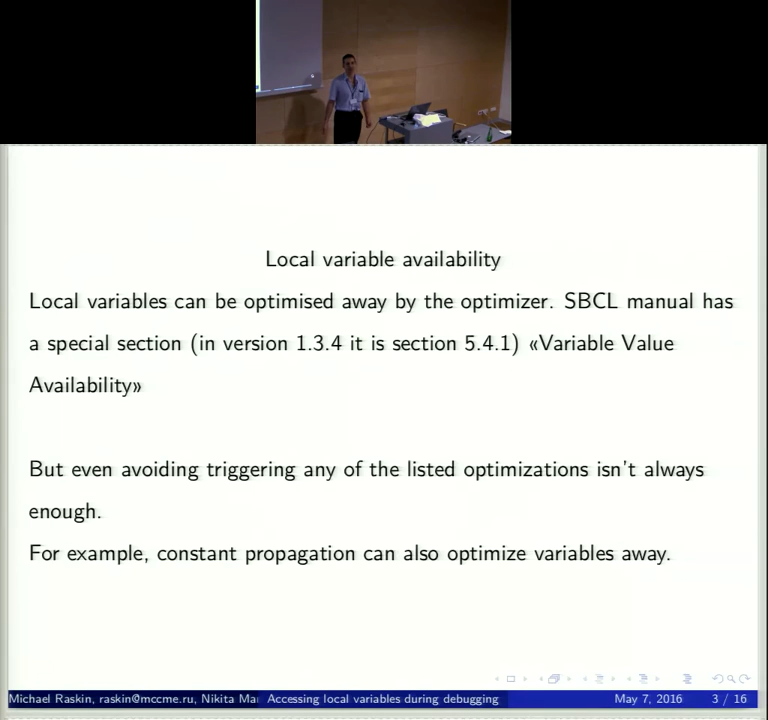 Local variable availability
Local variables can be optimised away by the optimizer. SBCL manual has
a special section (in version 1.3.4 it is section 5.4.1) «Variable Value
Availability»
But even avoiding triggering any of the listed optimizations isn't always
enough.
For example, constant propagation can also optimize variables away.
Michael Raskin, raskin@mccme.ru, Nikita Accessing local variables during debugging May 7, 2016 3 / 16